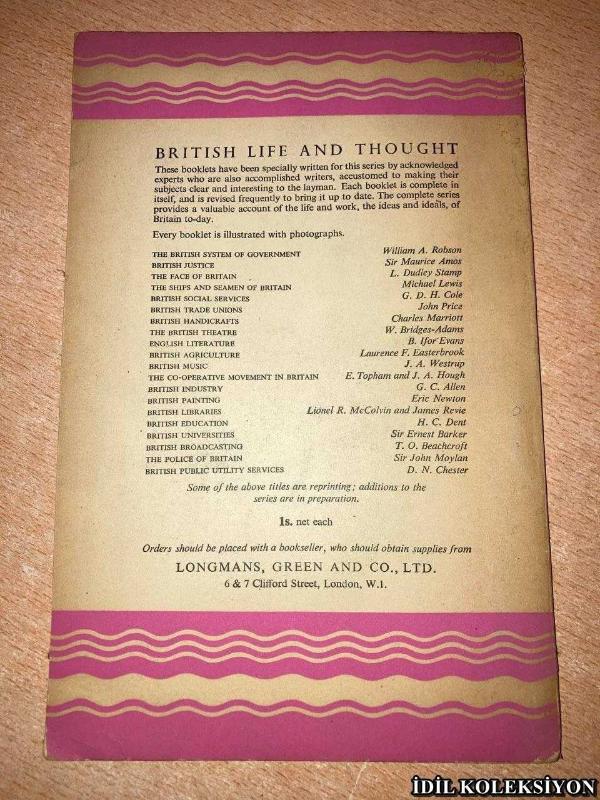 BRITISH LIFE AND THOUGHT
These booklets have been specially written for this series by acknowledged
experts who are also accomplished writers, accustomed to making their
subjects clear and interesting to the layman. Each booklet is complete in
itself, and is revised frequently to bring it up to date. The complete series
provides a valuable account of the life and work, the ideas and ideals, of
Britain to-day.
Every booklet is illustrated with photographs.
THE BRITISH SYSTEM OF GOVERNMENT William A. Robson
BRITISH JUSTICE Sir Maurice Amos
THE FACE OF BRITAIN L. Dudley Stamp
THE SHIPS AND SEAMEN OF BRITAIN Michael Lewis
BRITISH SOCIAL SERVICES G. D. H. Cole
BRITISH TRADE UNIONS John Price
BRITISH HANDICRAFTS Charles Marriott
THE BRITISH THEATRE W. Bridges-Adams
ENGLISH LITERATURE B. Ifor Evans
BRITISH AGRICULTURE Laurence F. Easterbrook
BRITISH MUSIC J. A. Westrup
THE CO-OPERATIVE MOVEMENT IN BRITAIN E. Topham and J. A. Hough
BRITISH INDUSTRY G. C. Allen
BRITISH PAINTING Eric Newton
BRITISH LIBRARIES Lionel R. McColvin and James Revie
BRITISH EDUCATION H. C. Dent
BRITISH UNIVERSITIES Sir Ernest Barker
BRITISH BROADCASTING T. O. Beachcroft
THE POLICE OF BRITAIN Sir John Moylan
BRITISH PUBLIC UTILITY SERVICES D. N. Chester
Some of the above titles are reprinting; additions to the
series are in preparation.
1s. net each
Orders should be placed with a bookseller, who should obtain supplies from
LONGMANS, GREEN AND CO., LTD.
6 & 7 Clifford Street, London, W.1.
İDİL KOLEKSİYON